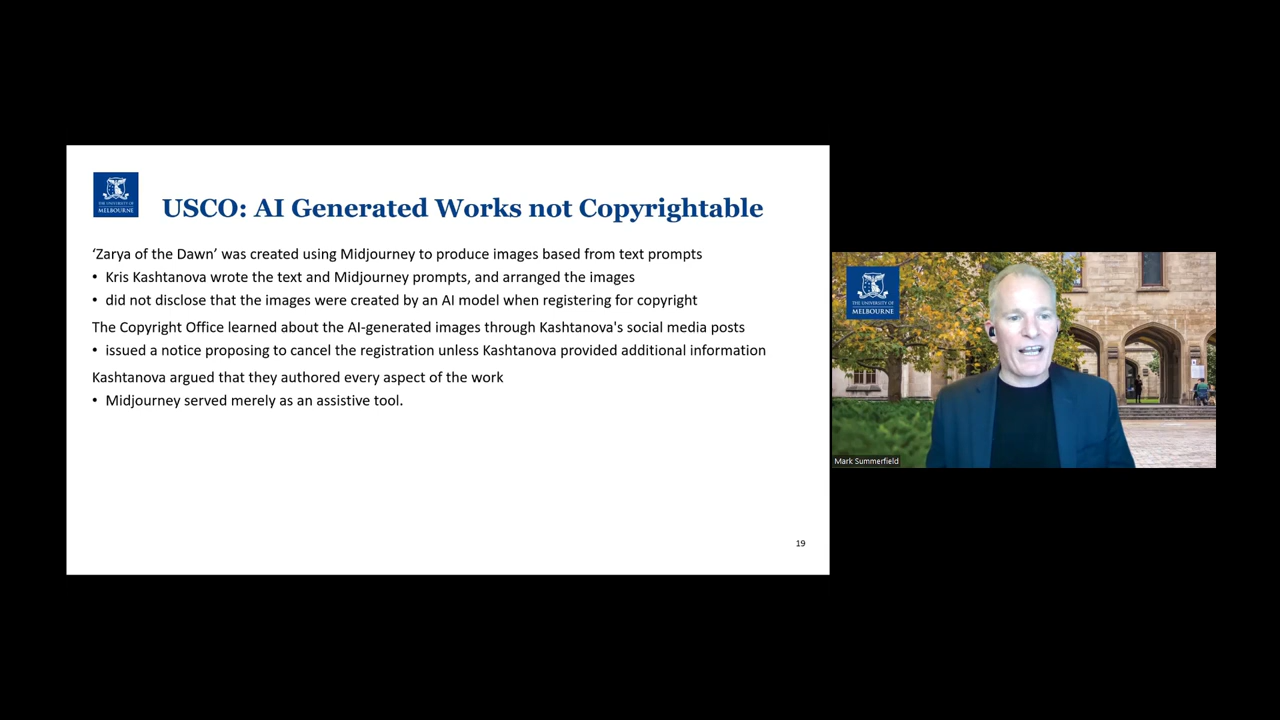 THE UNIVERSITY OF
MELBOURNE
USCO: AI Generated Works not Copyrightable
‘Zarya of the Dawn’ was created using Midjourney to produce images based from text prompts
• Kris Kashtanova wrote the text and Midjourney prompts, and arranged the images
• did not disclose that the images were created by an AI model when registering for copyright
The Copyright Office learned about the AI-generated images through Kashtanova's social media posts
• issued a notice proposing to cancel the registration unless Kashtanova provided additional information
Kashtanova argued that they authored every aspect of the work
• Midjourney served merely as an assistive tool.
19
THE UNIVERSITY OF
MELBOURNE
Mark Summerfield